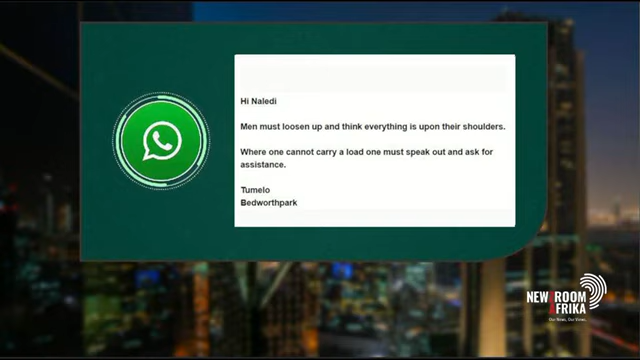 Hi Naledi
Men must loosen up and think everything is upon their shoulders.
Where one cannot carry a load one must speak out and ask for
assistance.
Tumelo
Bedworthpark
NEWZROOM
AFRIKA
Our News, Our Views.